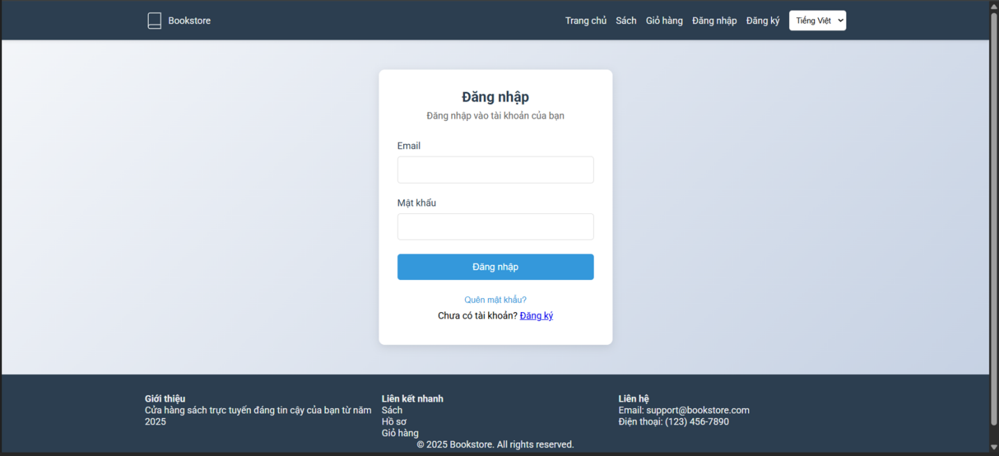 Bookstore
Trang chủ Sách Giỏ hàng Đăng nhập Đăng ký Tiếng Việt
Đăng nhập
Đăng nhập vào tài khoản của bạn
Email
Mật khẩu
Đăng nhập
Quên mật khẩu?
Chưa có tài khoản? Đăng ký
Giới thiệu
Cửa hàng sách trực tuyến đáng tin cậy của bạn từ năm
2025
Liên kết nhanh
Sách
Hồ sơ
Giỏ hàng
Liên hệ
Email: support@bookstore.com
Điện thoại: (123) 456-7890
© 2025 Bookstore. All rights reserved.